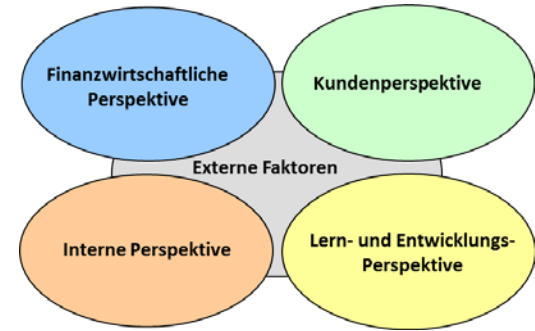 Finanzwirtschaftliche
Perspektive
Kundenperspektive
Externe Faktoren
Interne Perspektive
Lern- und Entwicklungs-
Perspektive